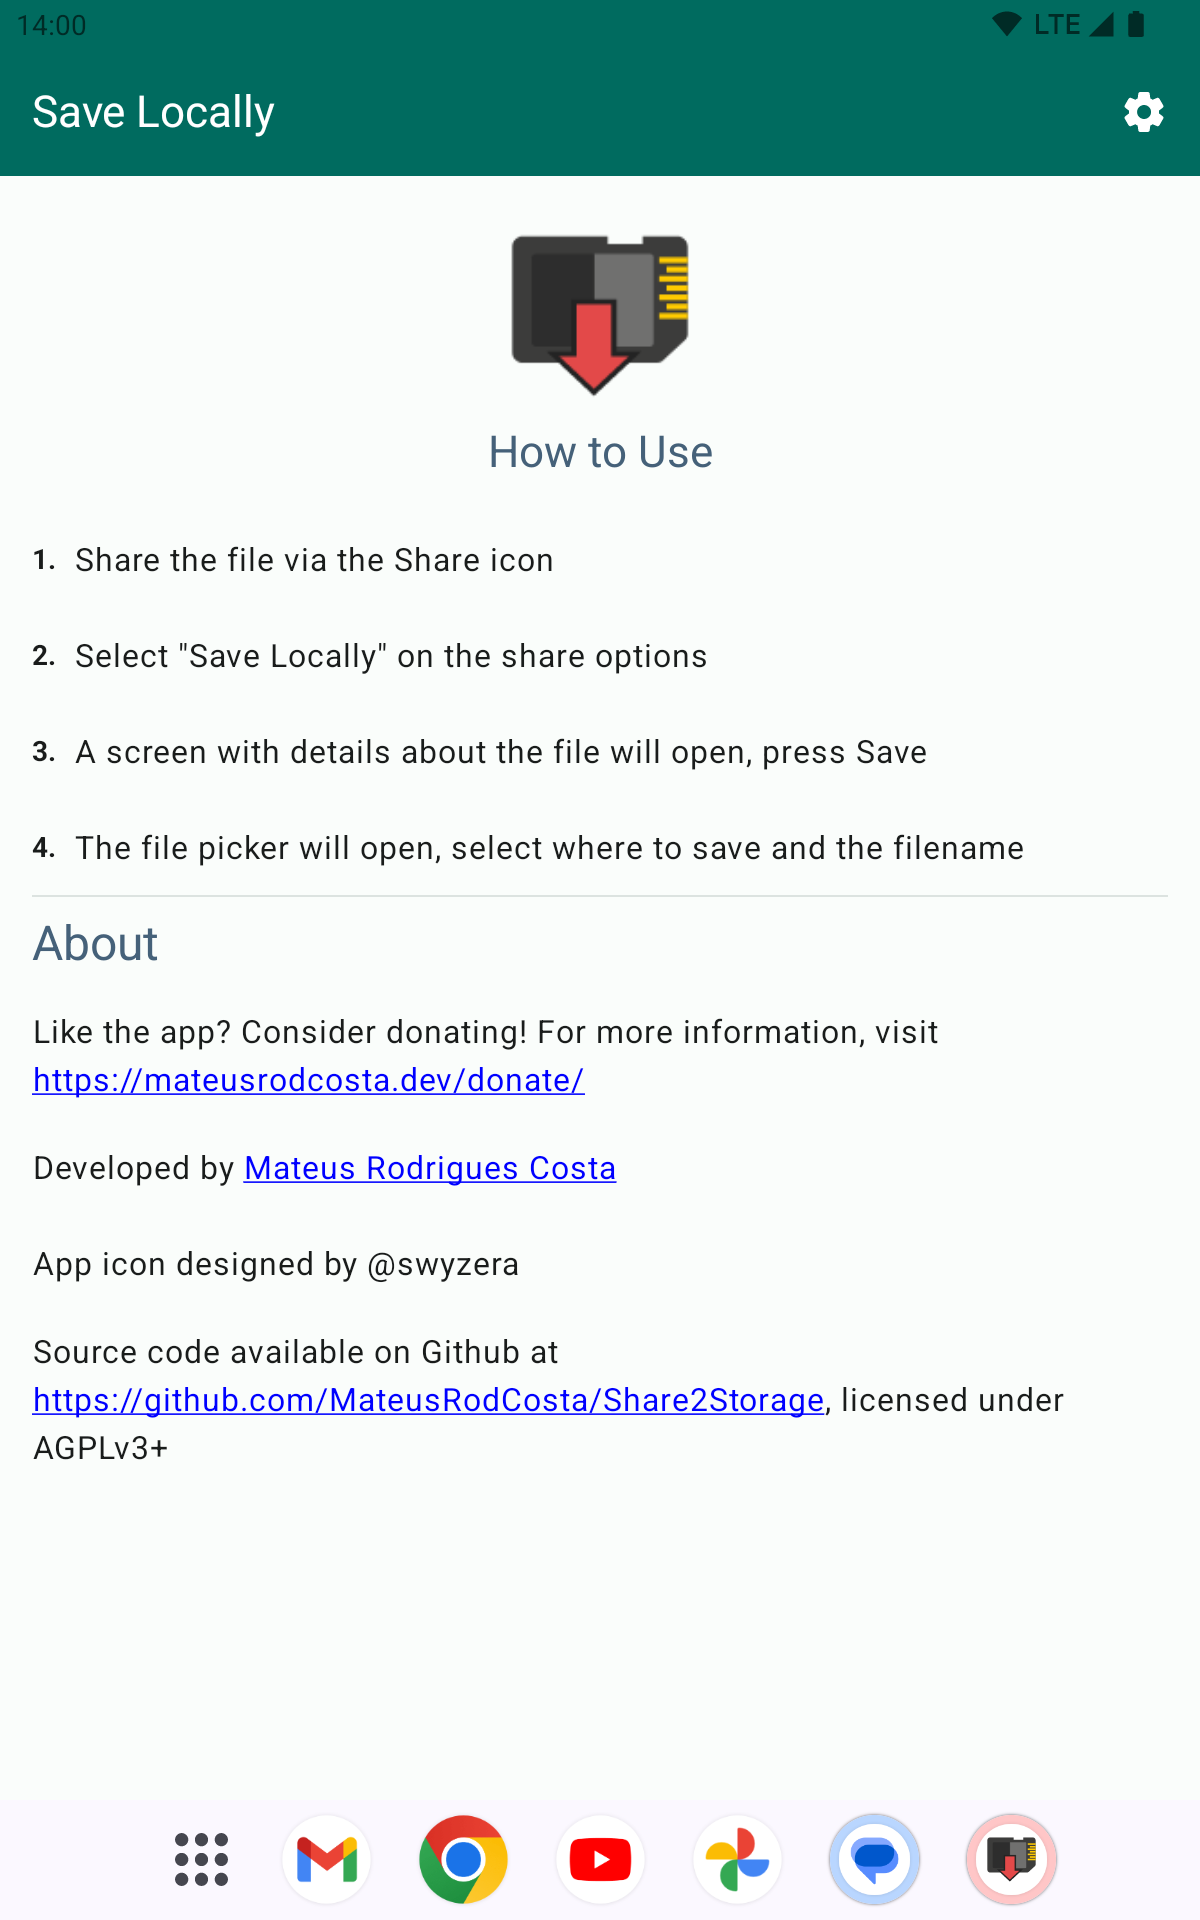 14:00
LTE
Save Locally
How to Use
1. Share the file via the Share icon
2. Select "Save Locally" on the share options
3. A screen with details about the file will open, press Save
4. The file picker will open, select where to save and the filename
About
Like the app? Consider donating! For more information, visit
https://mateusrodcosta.dev/donate/
Developed by Mateus Rodrigues Costa
App icon designed by @swyzera
Source code available on Github at
https://github.com/MateusRodCosta/Share2Storage, licensed under
AGPLv3+